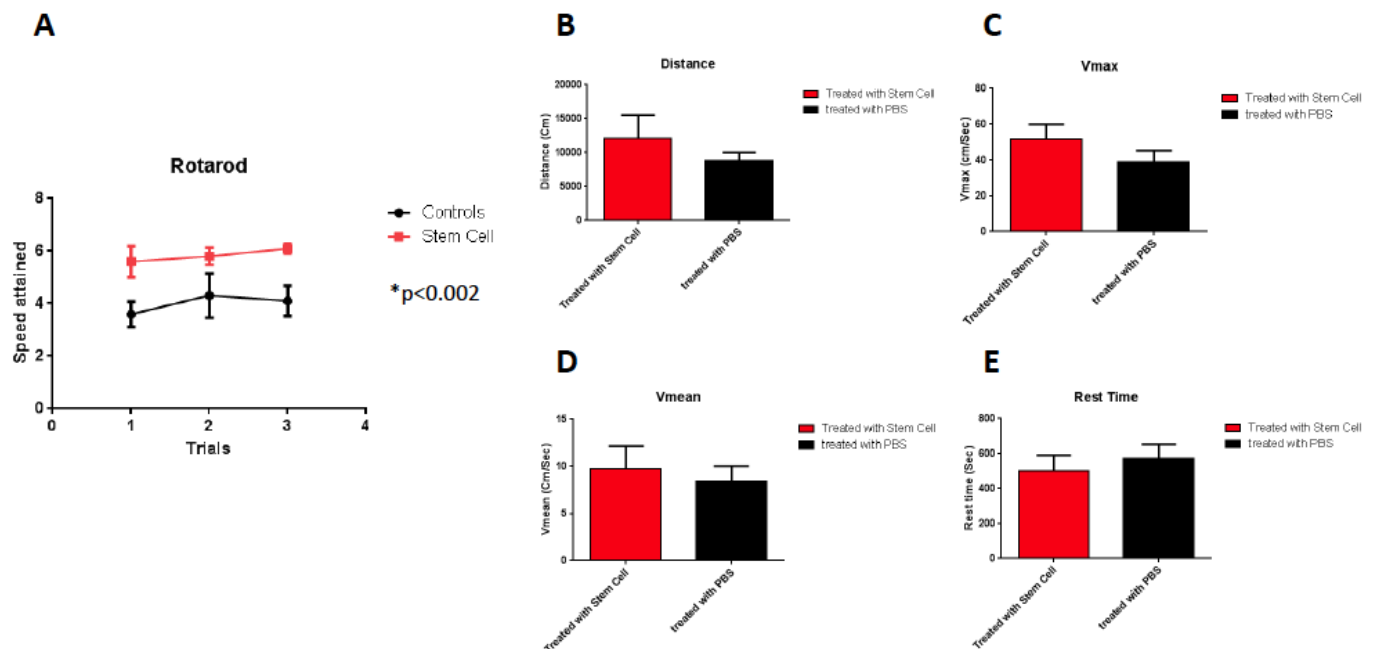 A
Rotarod
Speed attained
8
6
4
2
0
0
1
2
3
4
Trials
Controls
Stem Cell
*p<0.002
B
Distance
Distance (Cm)
20000
15000
10000
5000
0
Treated with Stem Cell
treated with PBS
Treated with Stem Cell
treated with PBS
C
Vmax
Vmax (cm/Sec)
80
60
40
20
0
Treated with Stem Cell
treated with PBS
Treated with Stem Cell
treated with PBS
D
Vmean
Vmean (Cm/Sec)
15
10
5
0
Treated with Stem Cell
treated with PBS
Treated with Stem Cell
treated with PBS
E
Rest Time
Rest time (Sec)
800
600
400
200
0
Treated with Stem Cell
treated with PBS
Treated with Stem Cell
treated with PBS